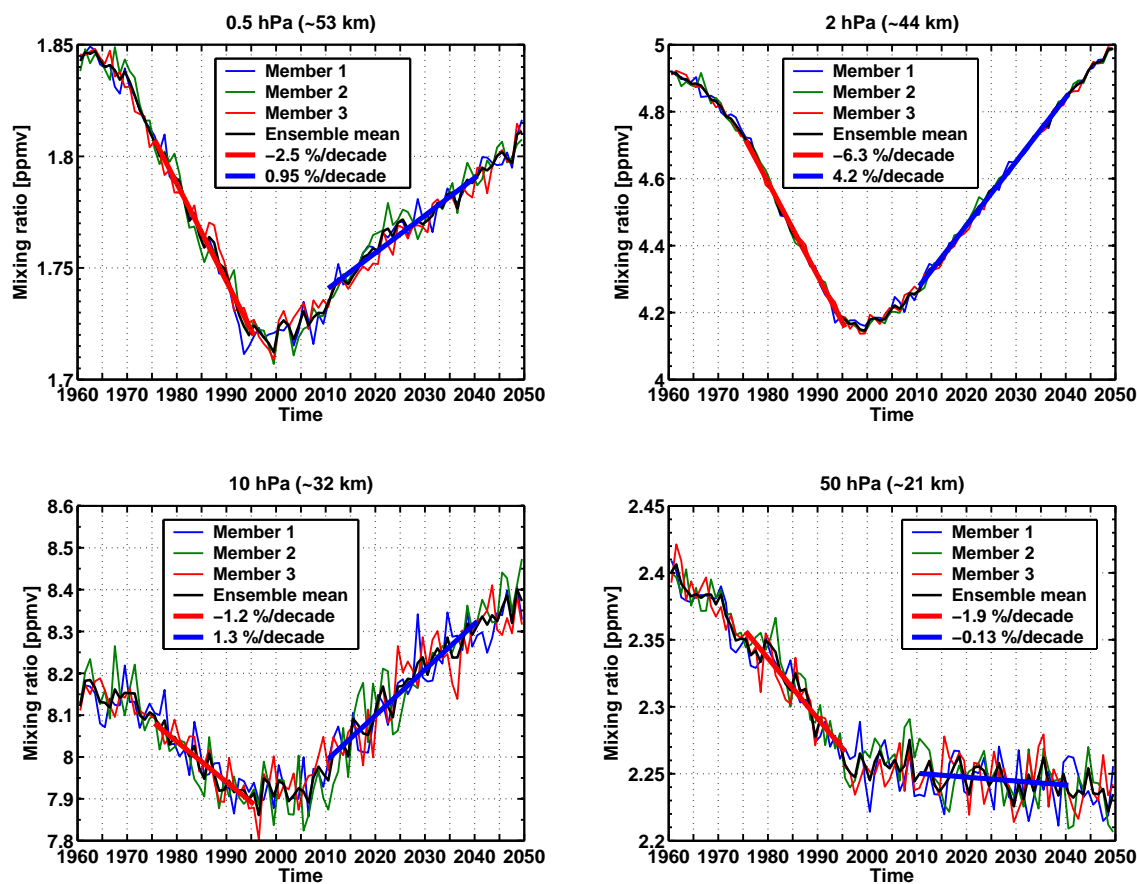 0.5 hPa (~53 km)
1.85
1.8
1.75
1.7
Mixing ratio [ppmv]
Member 1
Member 2
Member 3
Ensemble mean
−2.5 %/decade
0.95 %/decade
1960 1970 1980 1990 2000 2010 2020 2030 2040 2050
Time
2 hPa (~44 km)
5
4.8
4.6
4.4
4.2
4
Mixing ratio [ppmv]
Member 1
Member 2
Member 3
Ensemble mean
−6.3 %/decade
4.2 %/decade
1960 1970 1980 1990 2000 2010 2020 2030 2040 2050
Time
10 hPa (~32 km)
8.6
8.5
8.4
8.3
8.2
8.1
8
7.9
7.8
Mixing ratio [ppmv]
Member 1
Member 2
Member 3
Ensemble mean
−1.2 %/decade
1.3 %/decade
1960 1970 1980 1990 2000 2010 2020 2030 2040 2050
Time
50 hPa (~21 km)
2.45
2.4
2.35
2.3
2.25
2.2
Mixing ratio [ppmv]
Member 1
Member 2
Member 3
Ensemble mean
−1.9 %/decade
−0.13 %/decade
1960 1970 1980 1990 2000 2010 2020 2030 2040 2050
Time